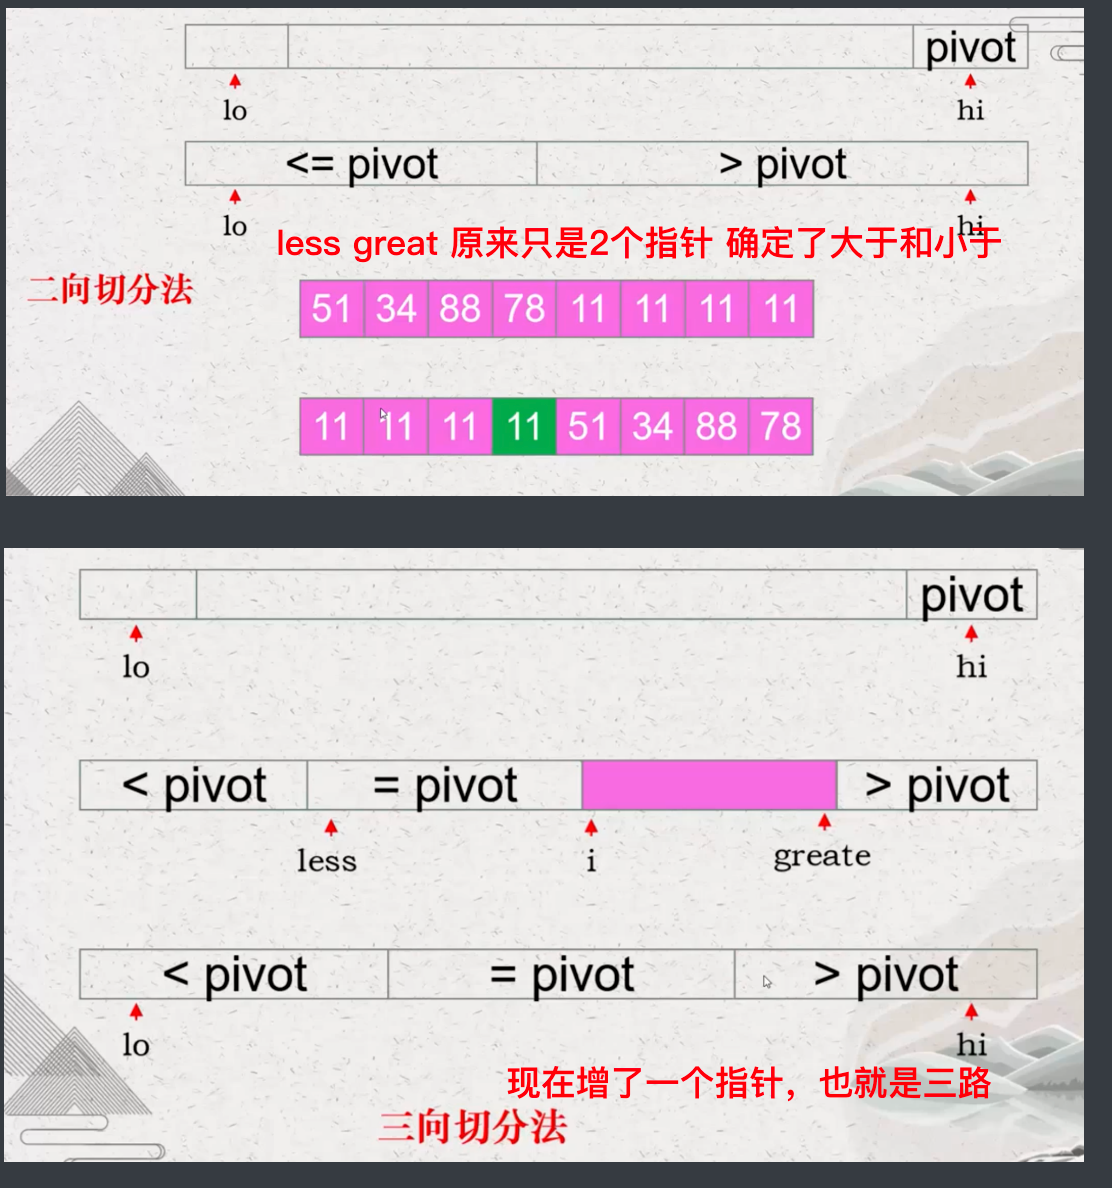 pivot
lo hi
<= pivot > pivot
lo hi
less great 原来只是2个指针 确定了大于和小于
二向切分法
51 34 88 78 11 11 11 11
11 11 11 11 51 34 88 78
pivot
lo hi
< pivot = pivot > pivot
less i greate
< pivot = pivot > pivot
lo hi
现在增了一个指针，也就是三路
三向切分法